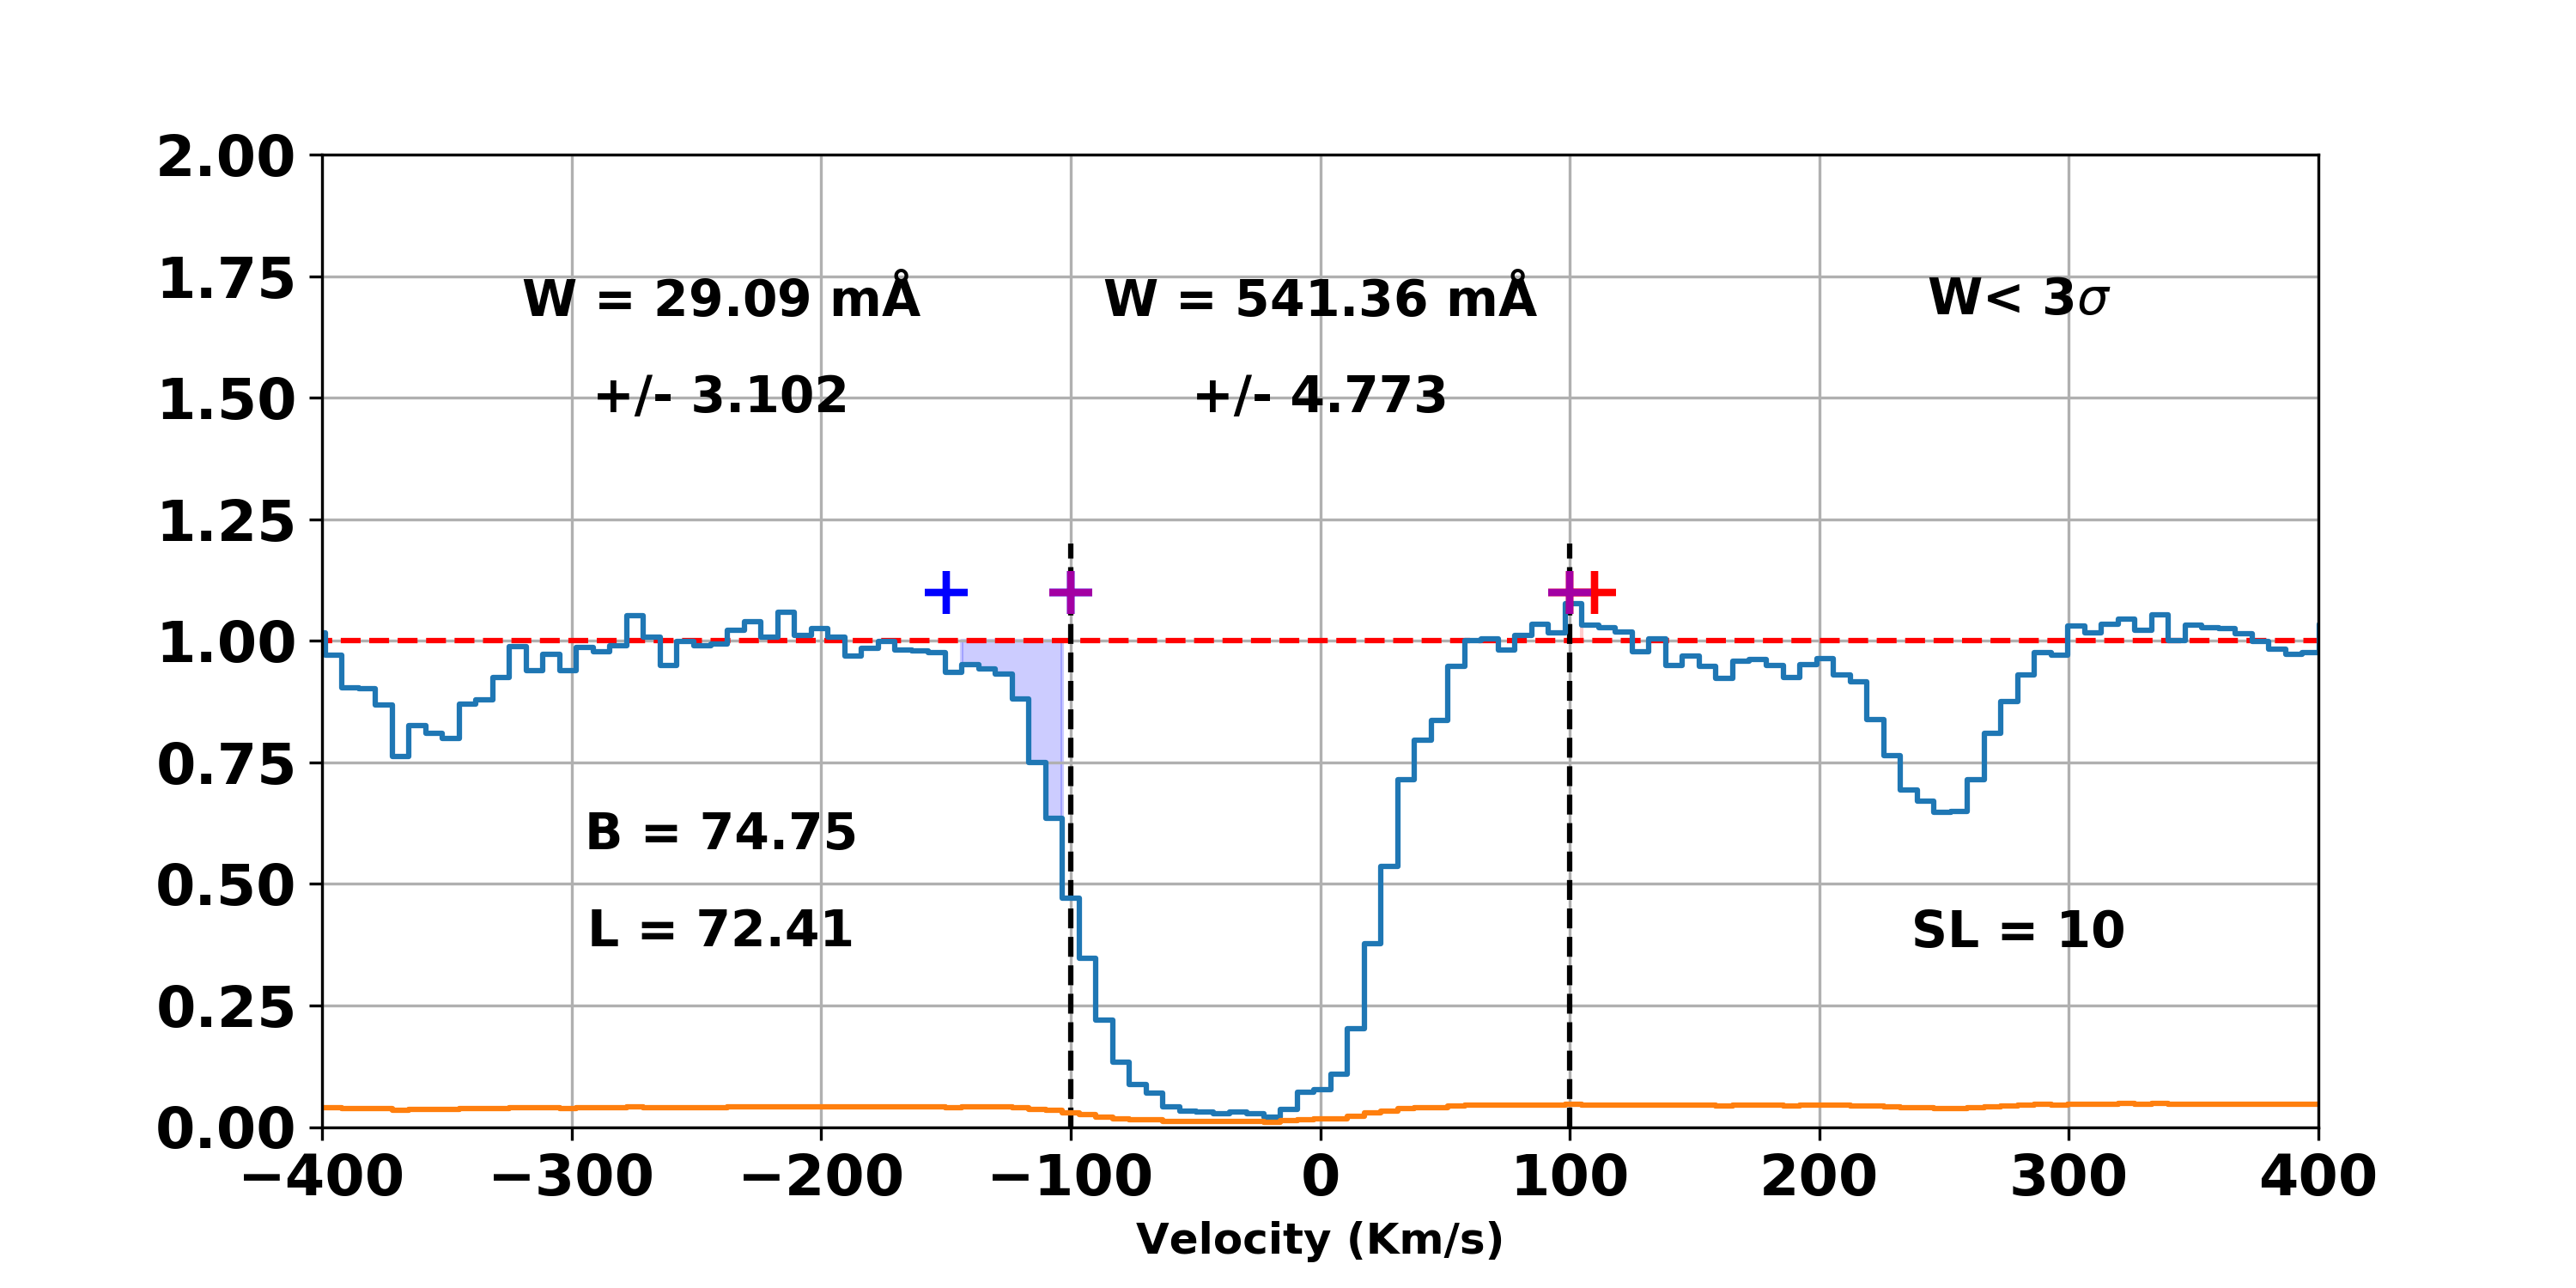 2.00
1.75
1.50
1.25
1.00
0.75
0.50
0.25
0.00
W = 29.09 mÅ
+/- 3.102
W = 541.36 mÅ
+/- 4.773
W< 3σ
B = 74.75
L = 72.41
SL = 10
−400 −300 −200 −100 0 100 200 300 400
Velocity (Km/s)